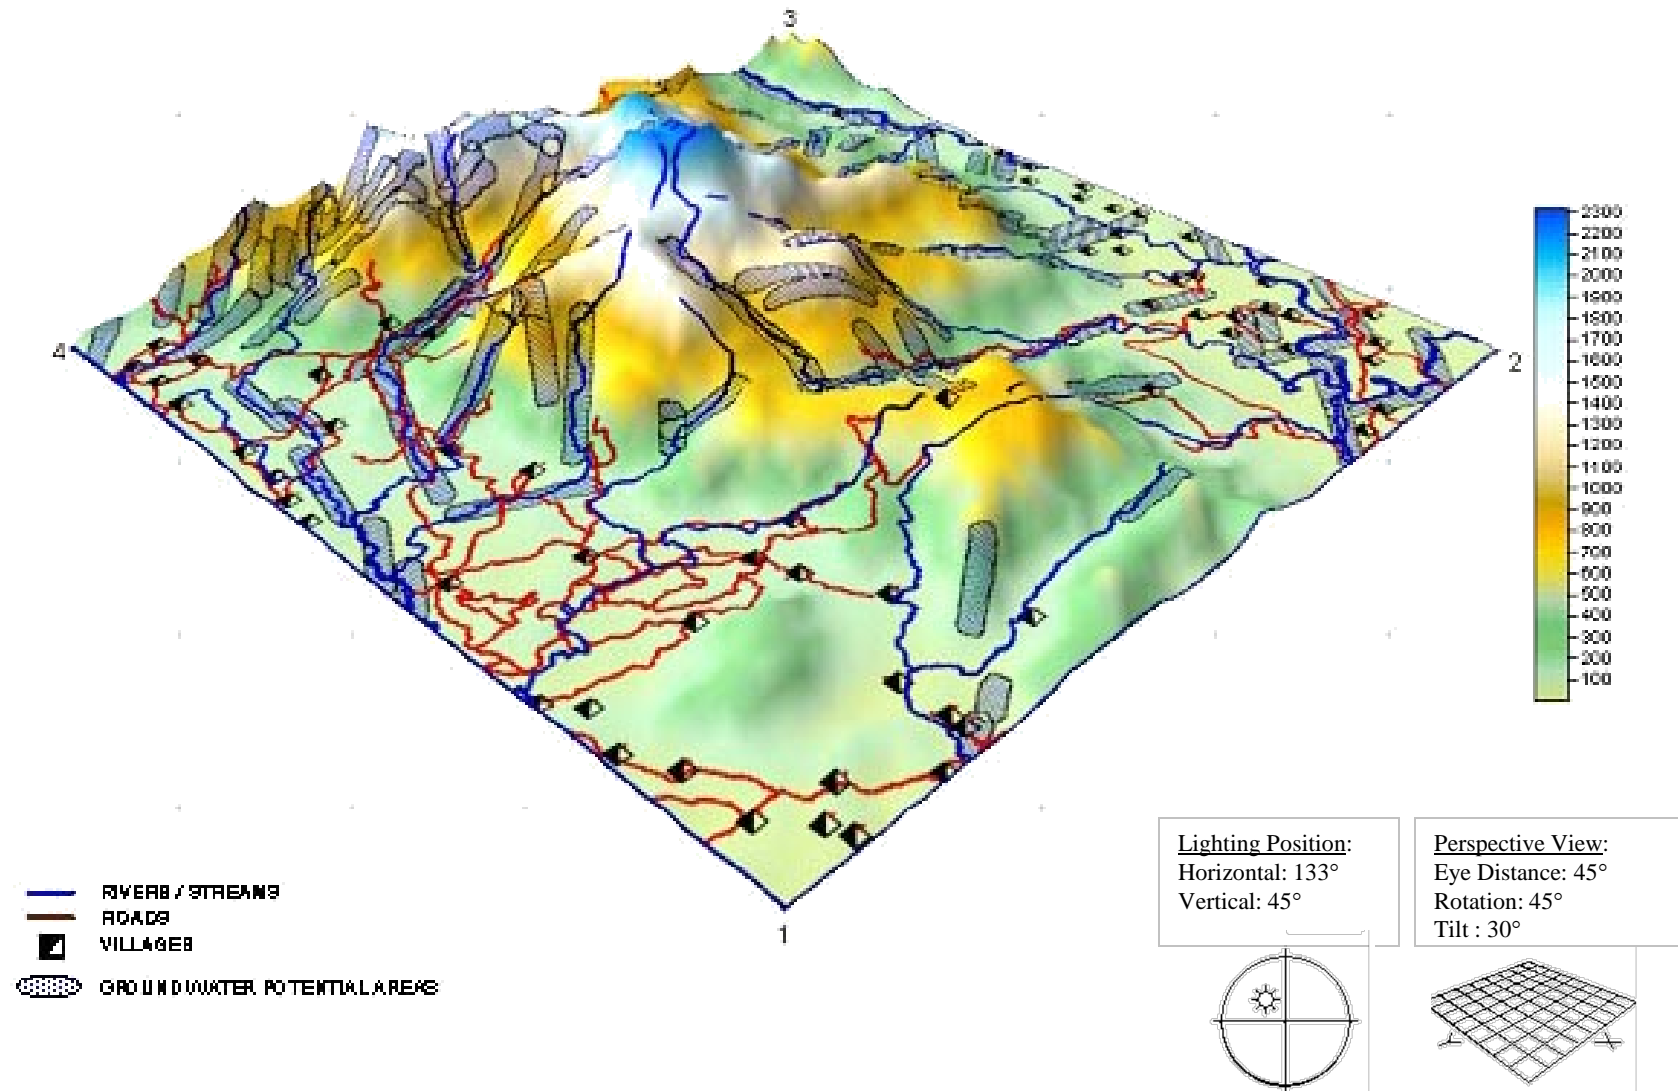 3
4
2
1
2300
2200
2100
2000
1900
1800
1700
1600
1500
1400
1300
1200
1100
1000
900
800
700
600
500
400
300
200
100
RIVERS / STREAMS
ROADS
VILLAGES
GROUNDWATER POTENTIAL AREAS
Lighting Position:
Horizontal: 133°
Vertical: 45°
Perspective View:
Eye Distance: 45°
Rotation: 45°
Tilt : 30°